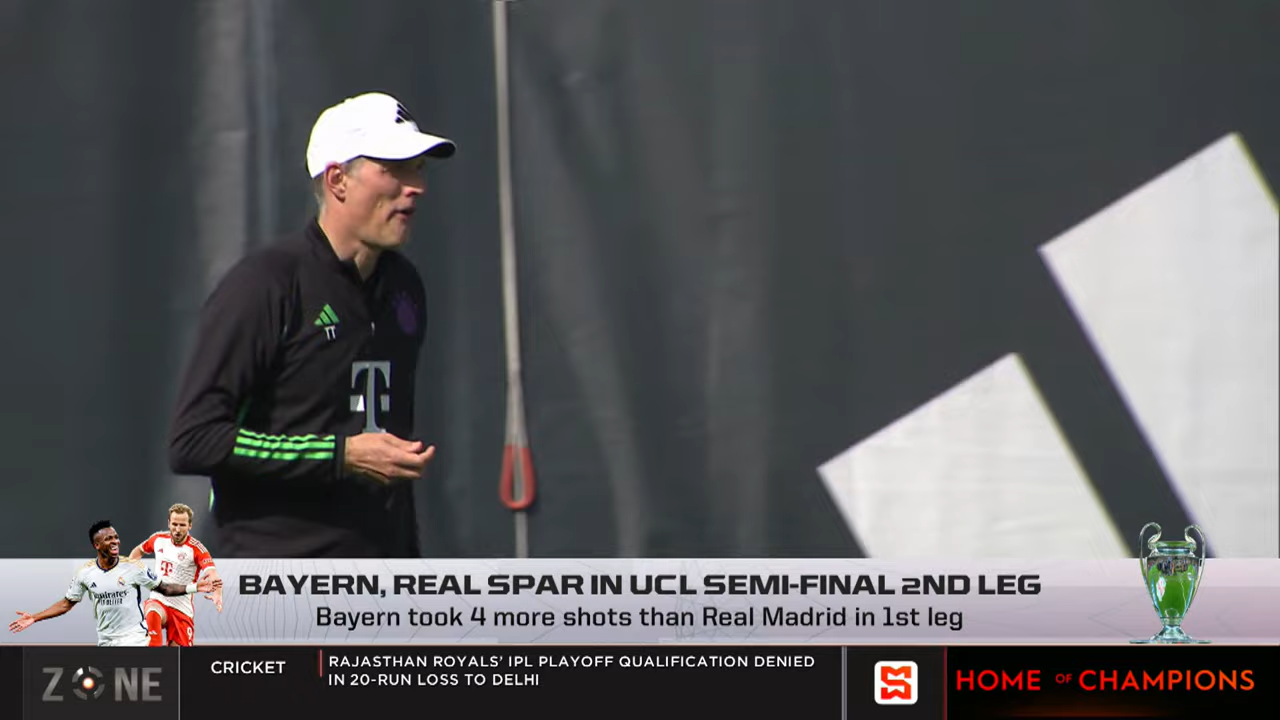 TT
T
BAYERN, REAL SPAR IN UCL SEMI-FINAL 2ND LEG
Bayern took 4 more shots than Real Madrid in 1st leg
ZONE
CRICKET
RAJASTHAN ROYALS' IPL PLAYOFF QUALIFICATION DENIED
IN 20-RUN LOSS TO DELHI
HOME OF CHAMPIONS